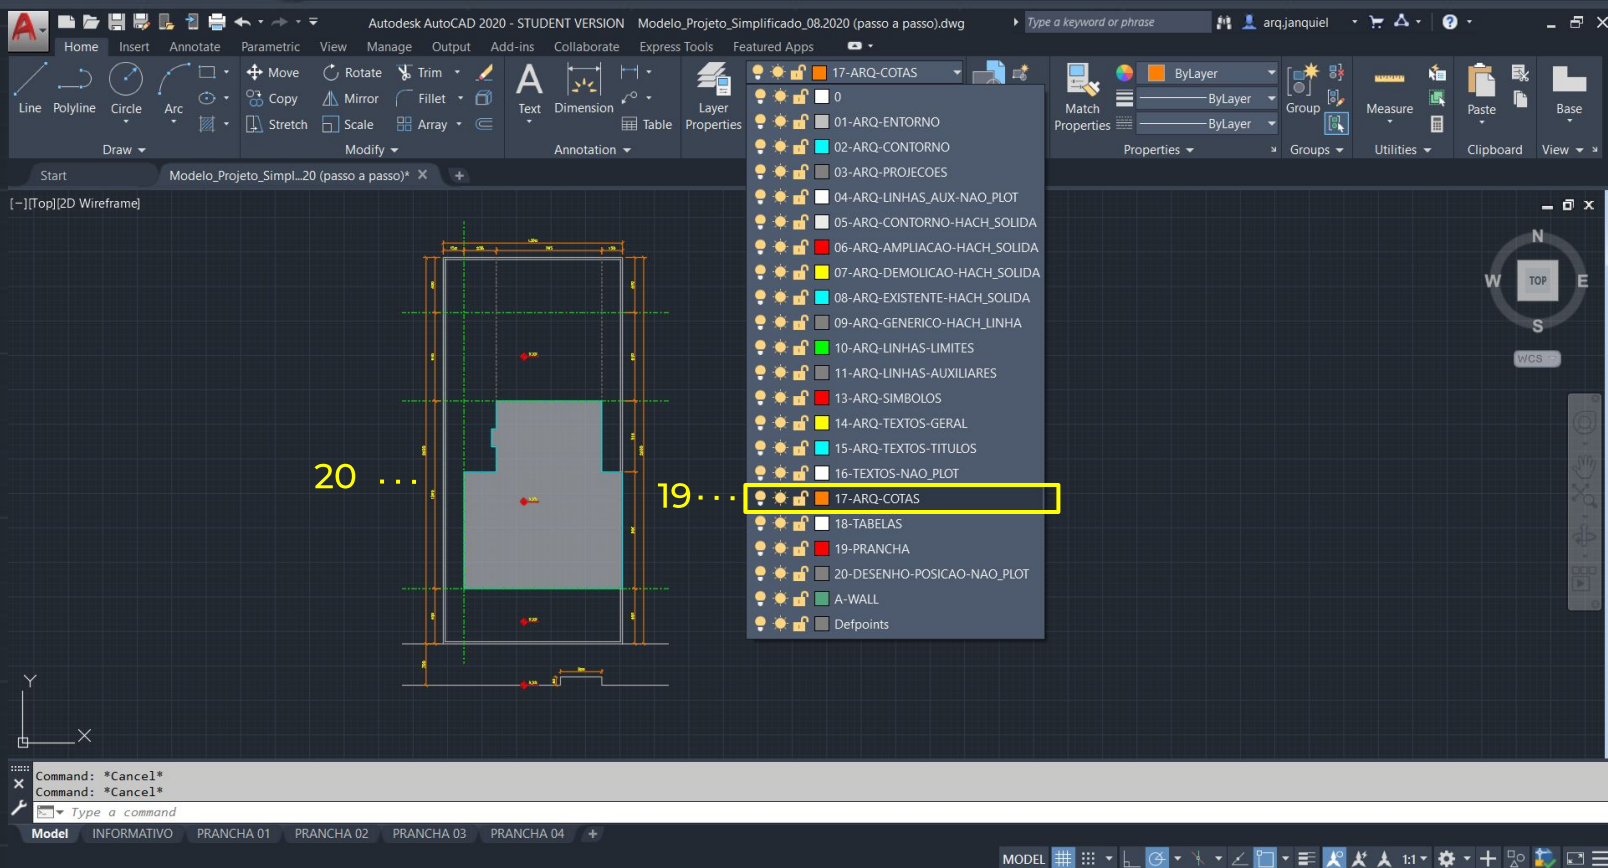 Autodesk AutoCAD 2020 - STUDENT VERSION Modelo_Projeto_Simplificado_08.2020 (passo a passo).dwg
Type a keyword or phrase
arq.janquiel
Home Insert Annotate Parametric View Manage Output Add-ins Collaborate Express Tools Featured Apps
17-ARQ-COTAS
Move Rotate Trim
Copy Mirror Fillet
Stretch Scale Array
Line Polyline Circle Arc
Text Dimension
Table
Layer
Properties
Match
Properties
ByLayer
ByLayer
ByLayer
Group
Measure
Paste
Base
Draw Modify Annotation Properties Groups Utilities Clipboard View
Start Modelo_Projeto_Simpl...20 (passo a passo)*
[-][Top][2D Wireframe]
0
01-ARQ-ENTORNO
02-ARQ-CONTORNO
03-ARQ-PROJECOES
04-ARQ-LINHAS_AUX-NAO_PLOT
05-ARQ-CONTORNO-HACH_SOLIDA
06-ARQ-AMPLIACAO-HACH_SOLIDA
07-ARQ-DEMOLICAO-HACH_SOLIDA
08-ARQ-EXISTENTE-HACH_SOLIDA
09-ARQ-GENERICO-HACH_LINHA
10-ARQ-LINHAS-LIMITES
11-ARQ-LINHAS-AUXILIARES
13-ARQ-SIMBOLOS
14-ARQ-TEXTOS-GERAL
15-ARQ-TEXTOS-TITULOS
16-TEXTOS-NAO_PLOT
17-ARQ-COTAS
18-TABELAS
19-PRANCHA
20-DESENHO-POSICAO-NAO_PLOT
A-WALL
Defpoints
20 ...
19 ...
N
W TOP E
S
WCS
Y
X
Command: *Cancel*
Command: *Cancel*
Type a command
Model INFORMATIVO PRANCHA 01 PRANCHA 02 PRANCHA 03 PRANCHA 04 +
MODEL 1:1